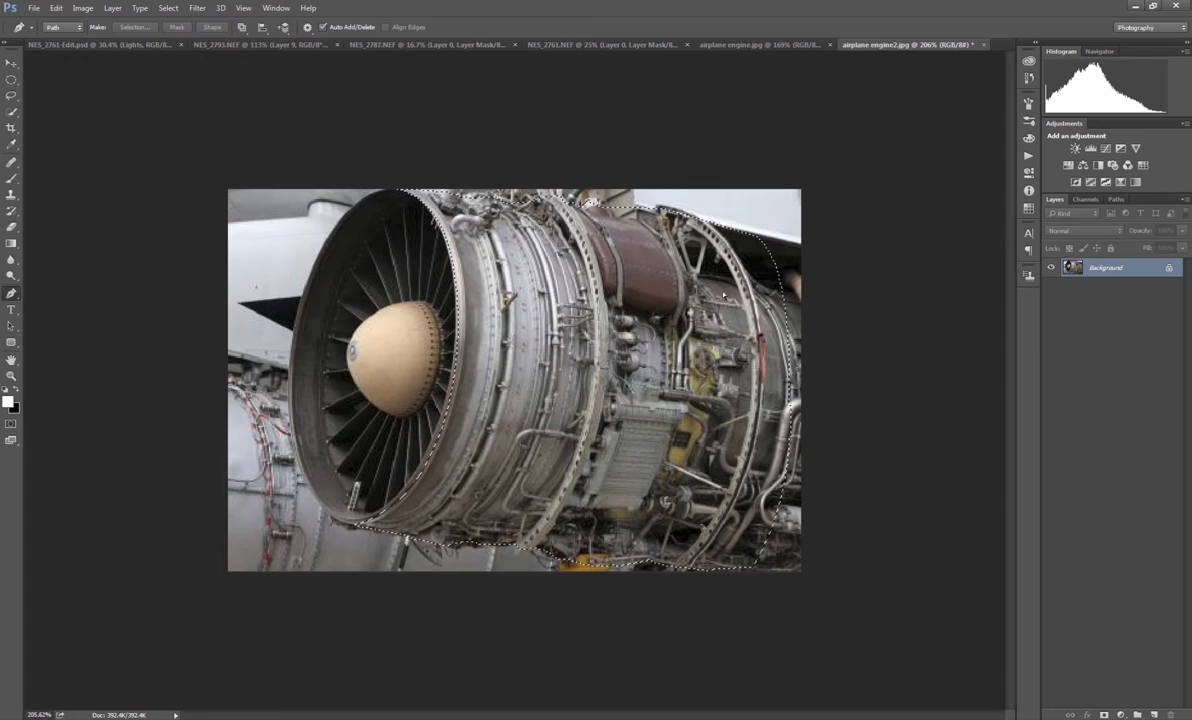 Ps File Edit Image Layer Type Select Filter 3D View Window Help
Path Make: Selection... Mask Shape Auto Add/Delete Align Edges Photography
NES_2761-Edit.psd @ 30.4% (Lights, RGB/8... × NES_2793.NEF @ 113% (Layer 9, RGB/8*... × NES_2787.NEF @ 16.7% (Layer 0, Layer Mask/8... × NES_2761.NEF @ 25% (Layer 0, Layer Mask/8... × airplane engine.jpg @ 169% (RGB/8... × airplane engine2.jpg @ 206% (RGB/8#) * ×
Histogram Navigator
Adjustments
Add an adjustment
Layers Channels Paths
Kind
Normal Opacity:
Lock: Fill:
Background
205.62% Doc: 392.4K/392.4K